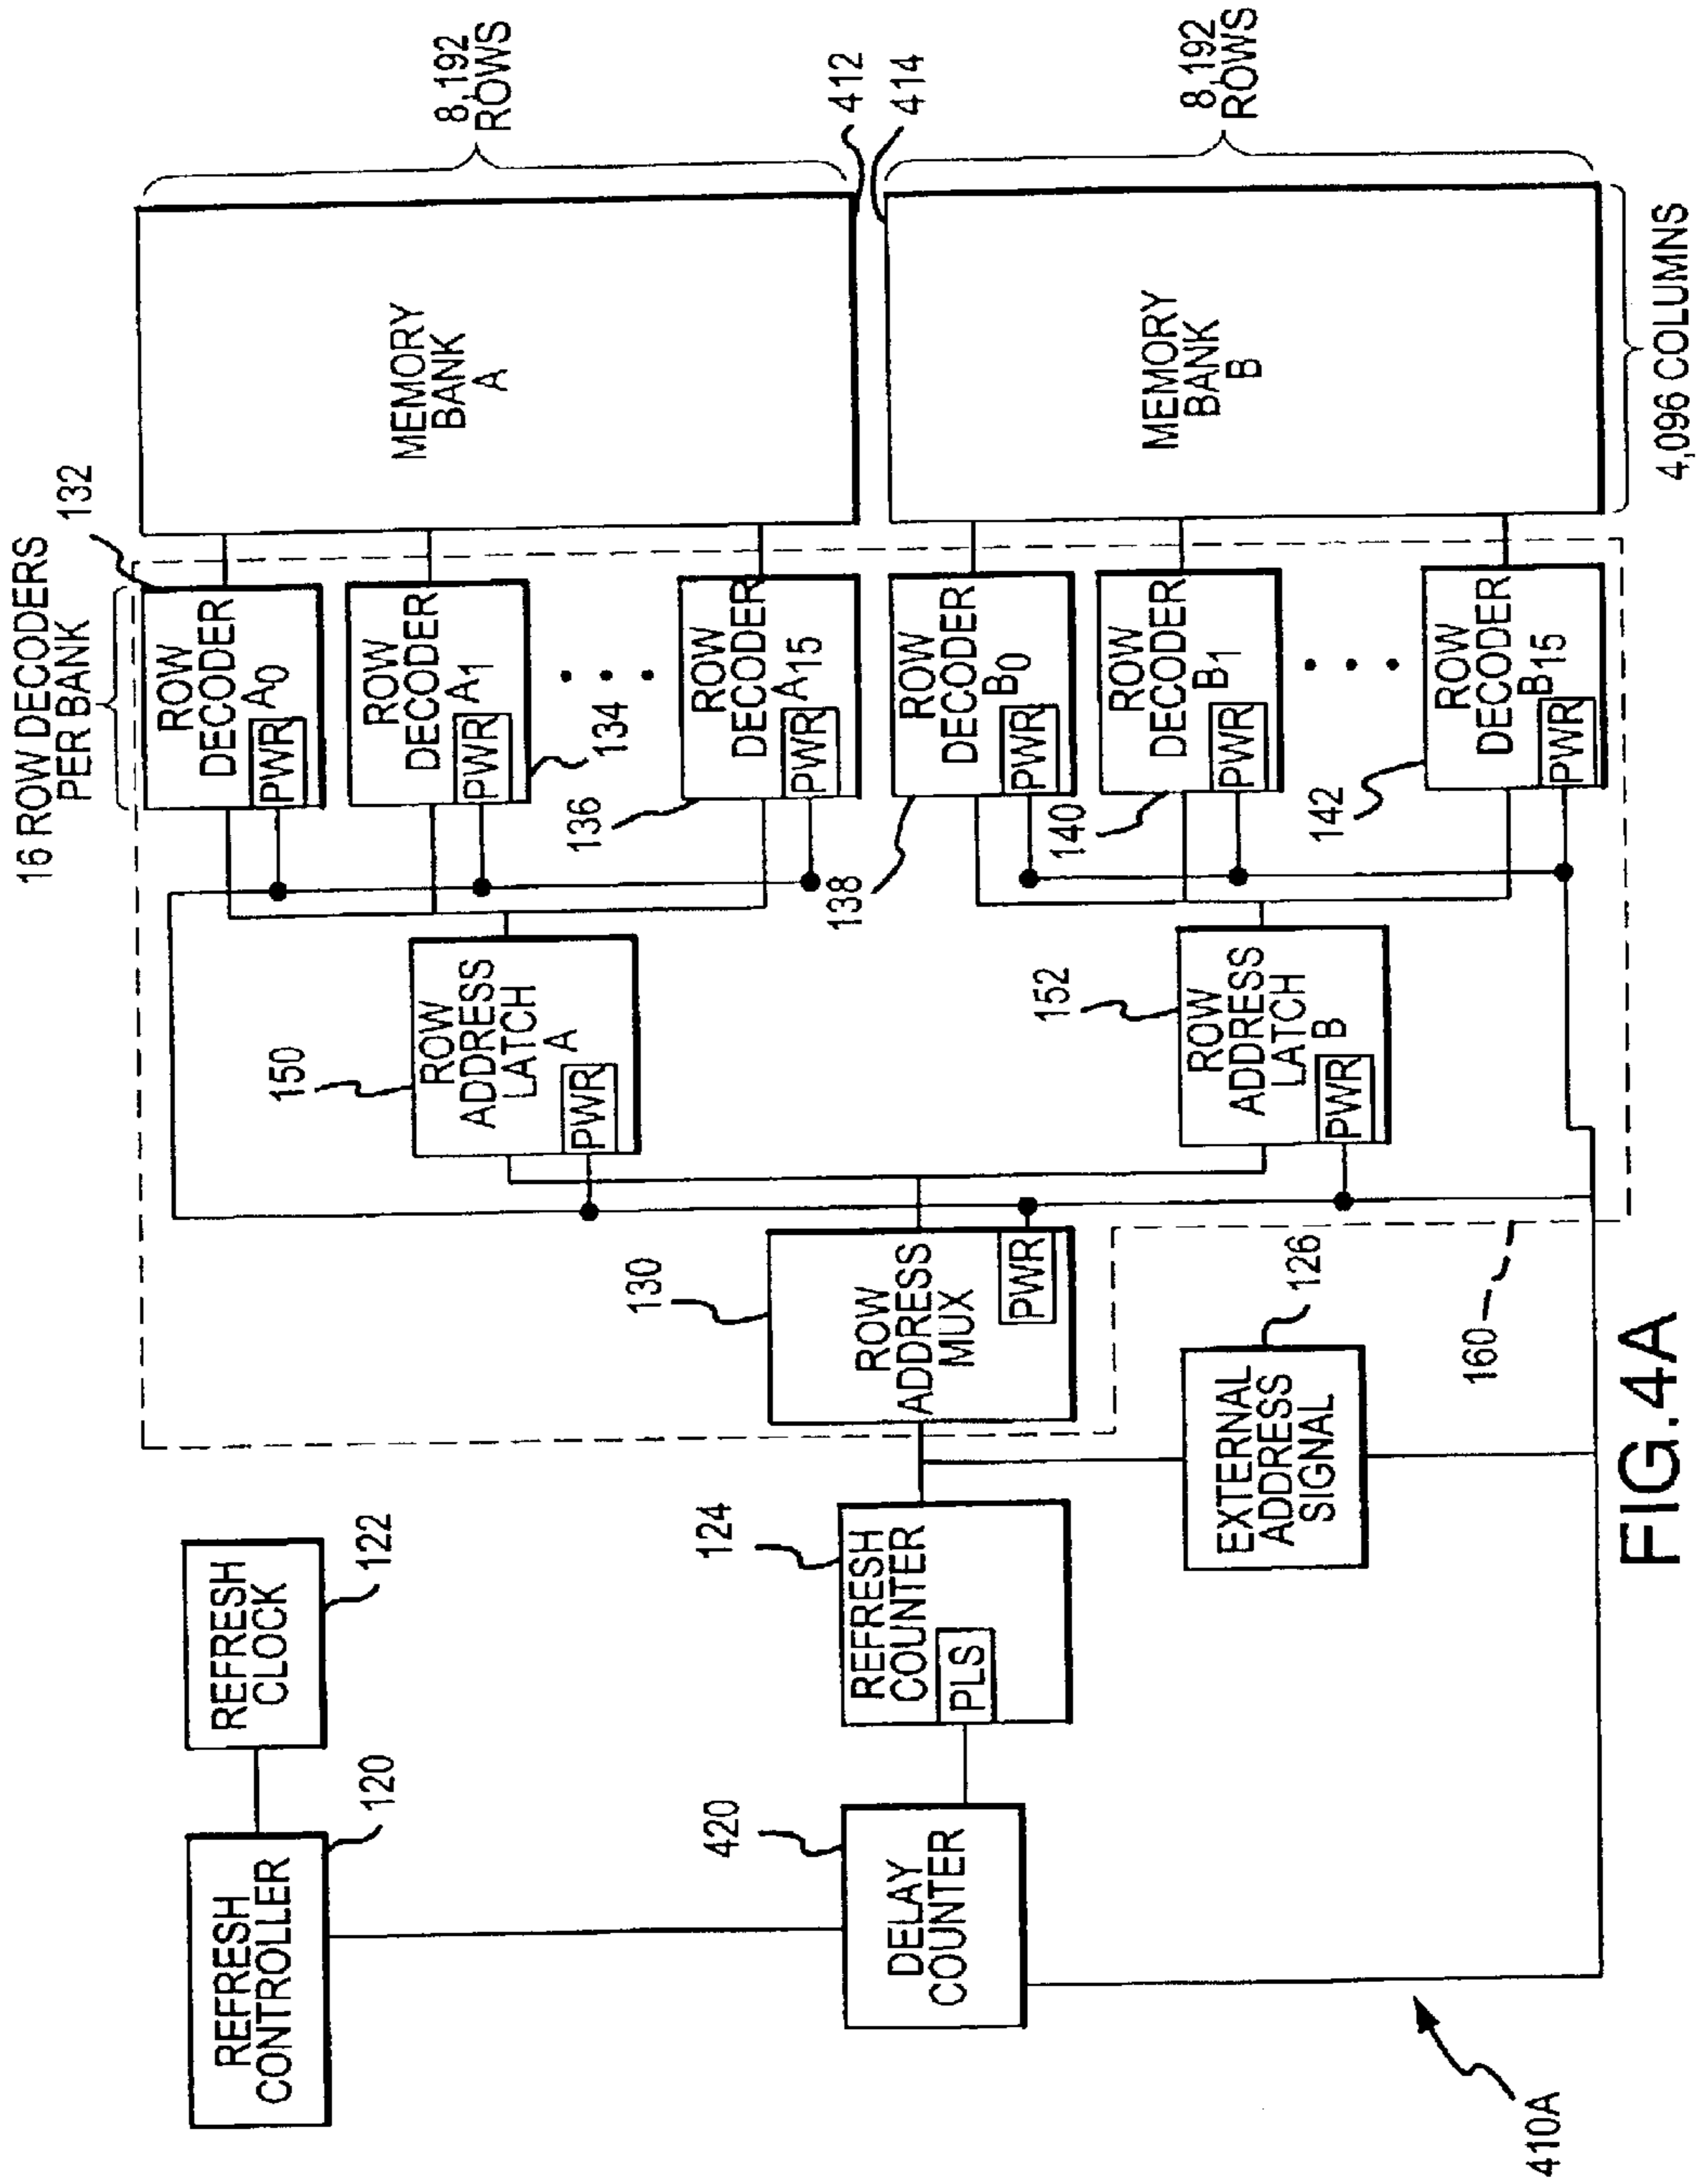 16 ROW DECODERS
PER BANK
132
ROW
DECODER
A0
PWR
ROW
DECODER
A1
PWR
134
ROW
DECODER
A15
PWR
136
ROW
DECODER
B0
PWR
138
ROW
DECODER
B1
PWR
140
ROW
DECODER
B15
PWR
142
MEMORY
BANK
A
8,192
ROWS
412
414
MEMORY
BANK
B
8,192
ROWS
4,096 COLUMNS
150
ROW
ADDRESS
LATCH
A
PWR
152
ROW
ADDRESS
LATCH
B
PWR
130
ROW
ADDRESS
MUX
PWR
160
126
EXTERNAL
ADDRESS
SIGNAL
REFRESH
CLOCK
122
124
REFRESH
COUNTER
PLS
REFRESH
CONTROLLER
120
420
DELAY
COUNTER
410A
FIG.4A